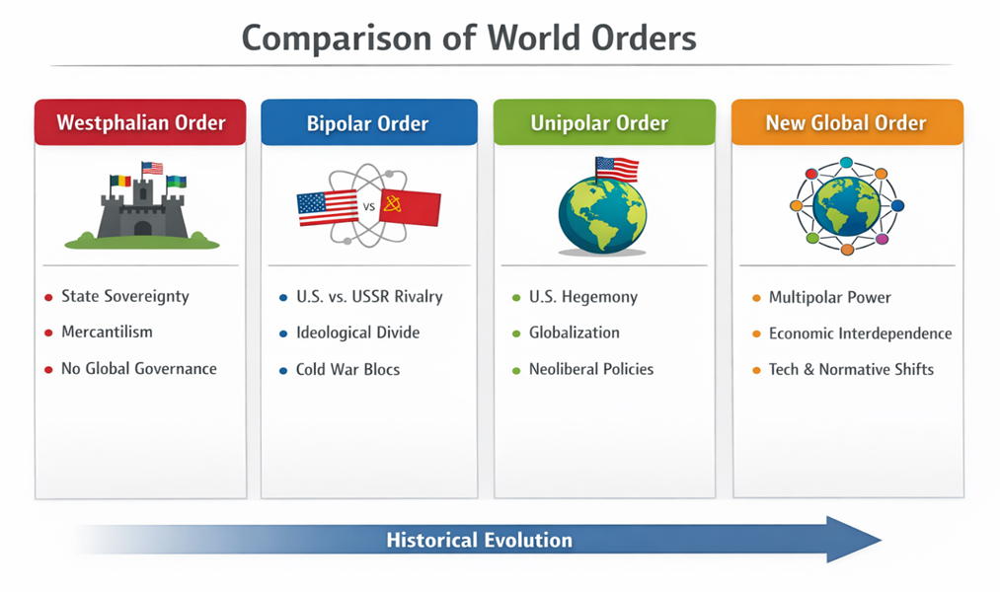 Comparison of World Orders
Westphalian Order
State Sovereignty
Mercantilism
No Global Governance
Bipolar Order
VS
U.S. vs. USSR Rivalry
Ideological Divide
Cold War Blocs
Unipolar Order
U.S. Hegemony
Globalization
Neoliberal Policies
New Global Order
Multipolar Power
Economic Interdependence
Tech & Normative Shifts
Historical Evolution